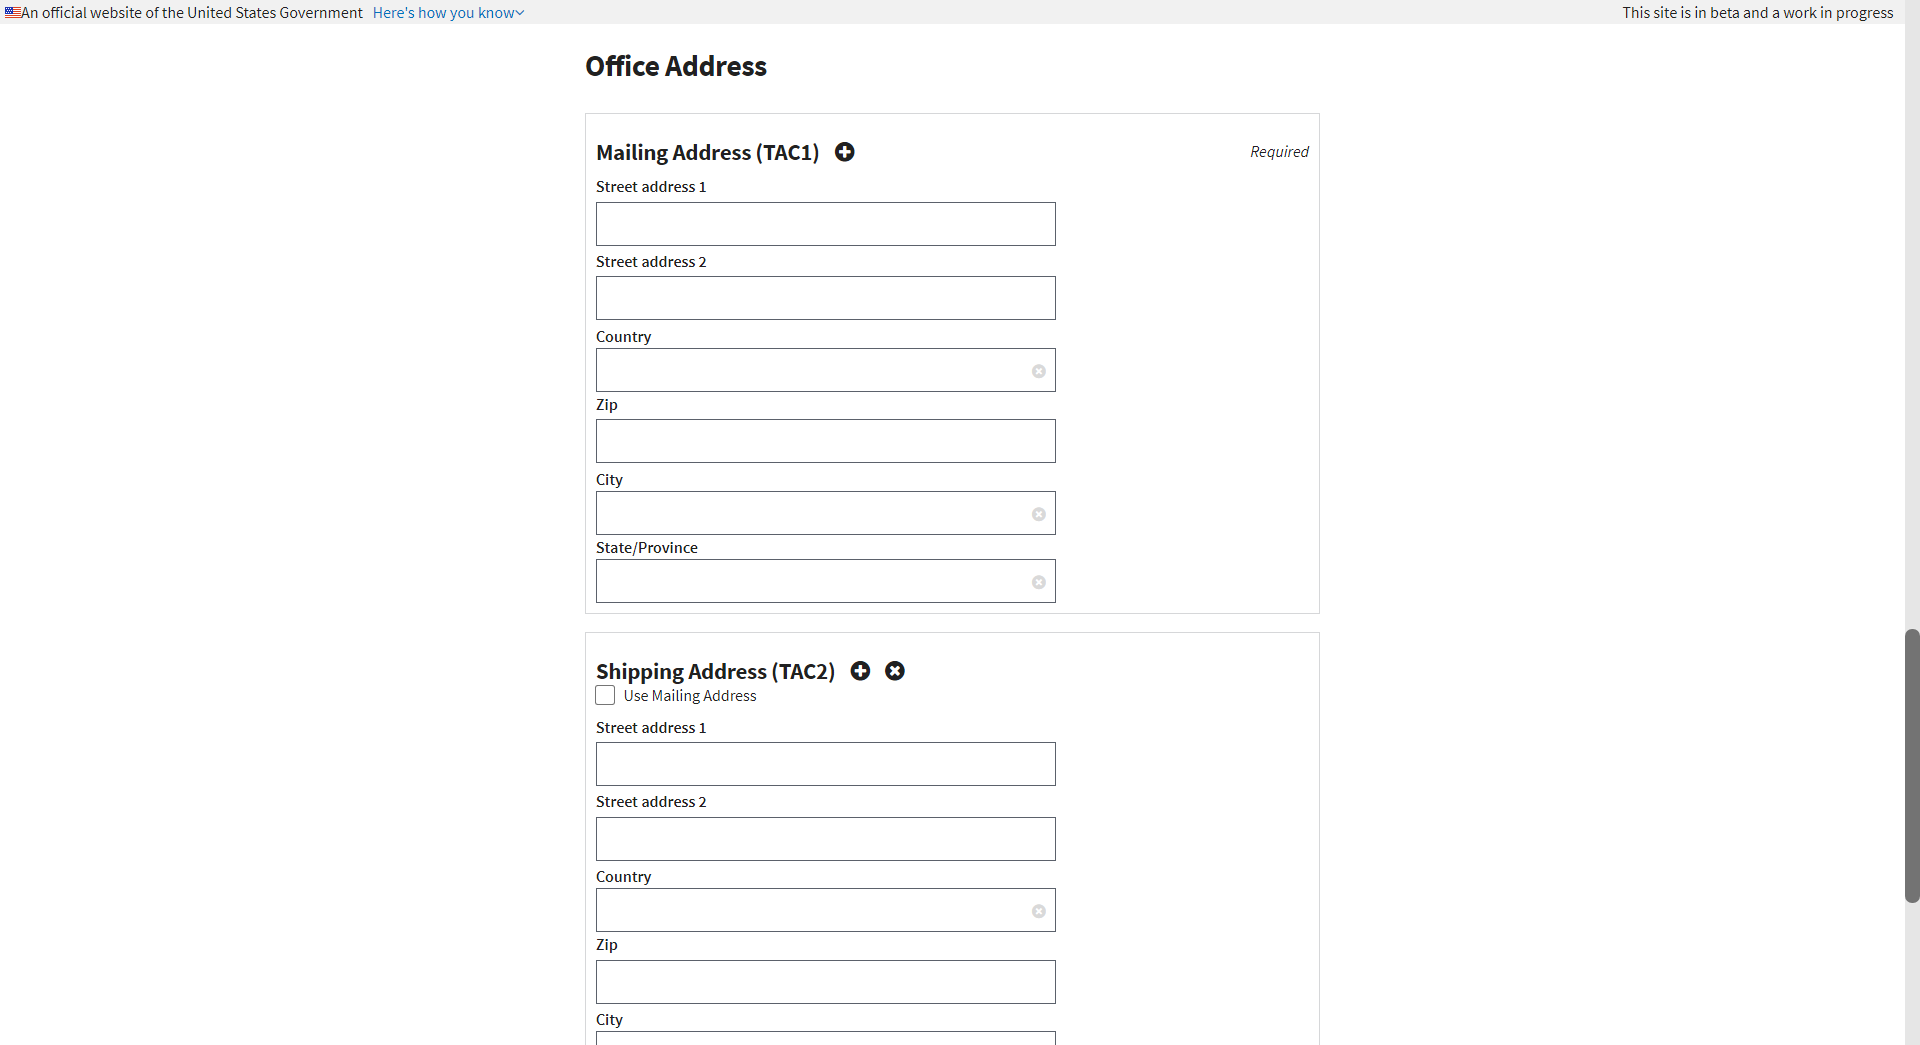 An official website of the United States Government Here's how you know
This site is in beta and a work in progress
Office Address
Mailing Address (TAC1)
Required
Street address 1
Street address 2
Country
Zip
City
State/Province
Shipping Address (TAC2)
Use Mailing Address
Street address 1
Street address 2
Country
Zip
City